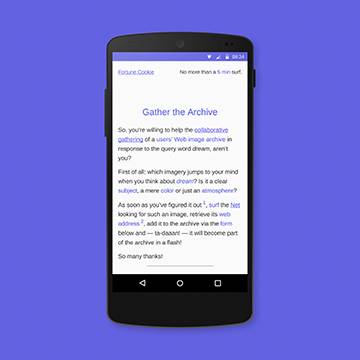 08:24
Fortune Cookie No more than a 5 min surf.
Gather the Archive
So, you're willing to help the collaborative
gathering of a users' Web image archive in
response to the query word dream, aren't
you?
First of all: which imagery jumps to your mind
when you think about dream? Is it a clear
subject, a mere color or just an atmosphere?
As soon as you've figured it out 1, surf the Net
looking for such an image, retrieve its web
address 2, add it to the archive via the form
below and — ta-daaan! — it will become part
of the archive in a flash!
So many thanks!